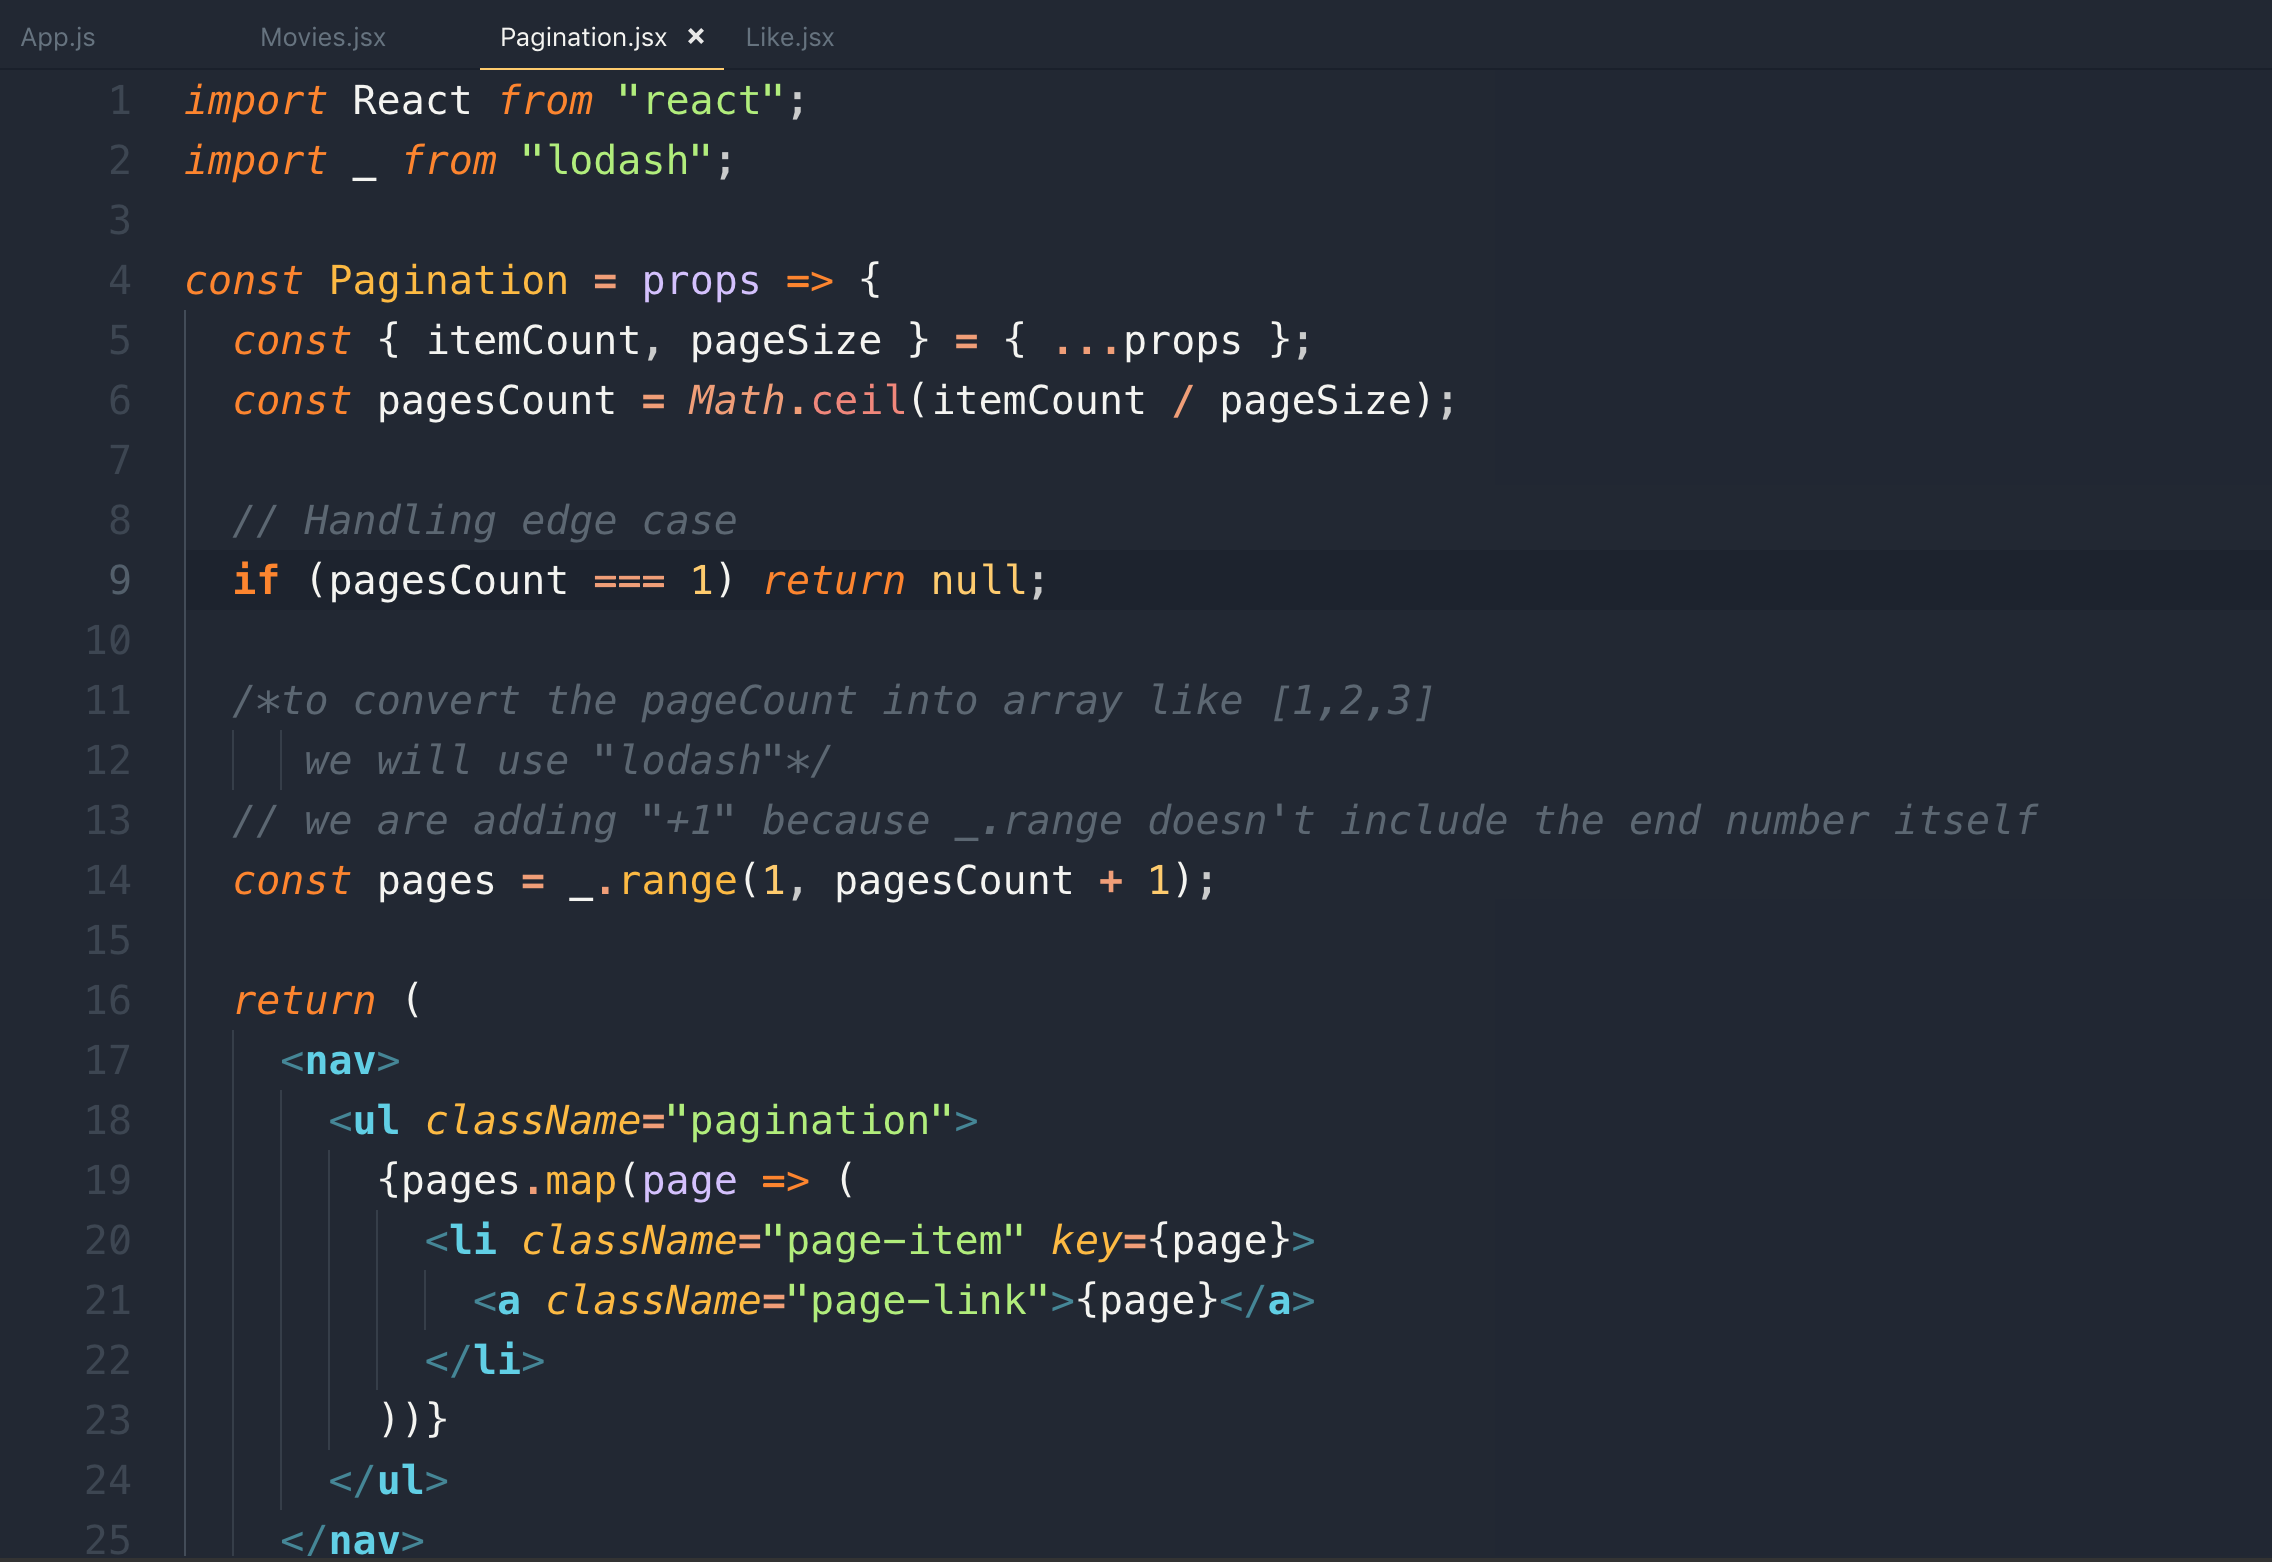 App.js Movies.jsx Pagination.jsx × Like.jsx
1 import React from "react";
2 import _ from "lodash";
3
4 const Pagination = props => {
5   const { itemCount, pageSize } = { ...props };
6   const pagesCount = Math.ceil(itemCount / pageSize);
7
8   // Handling edge case
9   if (pagesCount === 1) return null;
10
11   /*to convert the pageCount into array like [1,2,3]
12      we will use "lodash"*/
13   // we are adding "+1" because _.range doesn't include the end number itself
14   const pages = _.range(1, pagesCount + 1);
15
16   return (
17     <nav>
18       <ul className="pagination">
19         {pages.map(page => (
20           <li className="page-item" key={page}>
21             <a className="page-link">{page}</a>
22           </li>
23         ))}
24       </ul>
25     </nav>